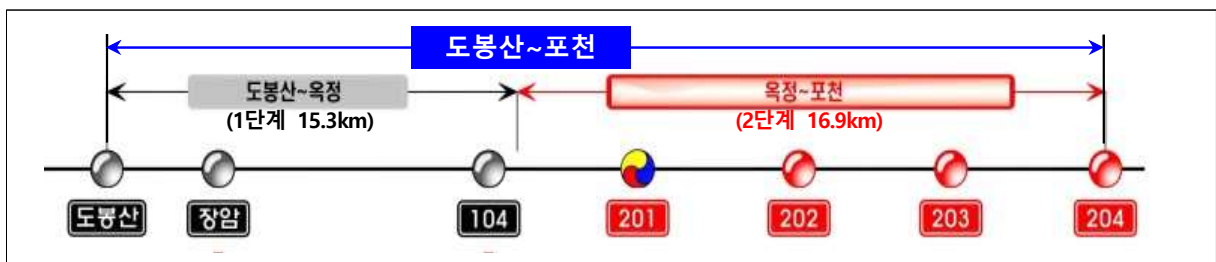 도봉산~포천
도봉산~옥정
(1단계 15.3km)
옥정~포천
(2단계 16.9km)
도봉산
장암
104
201
202
203
204